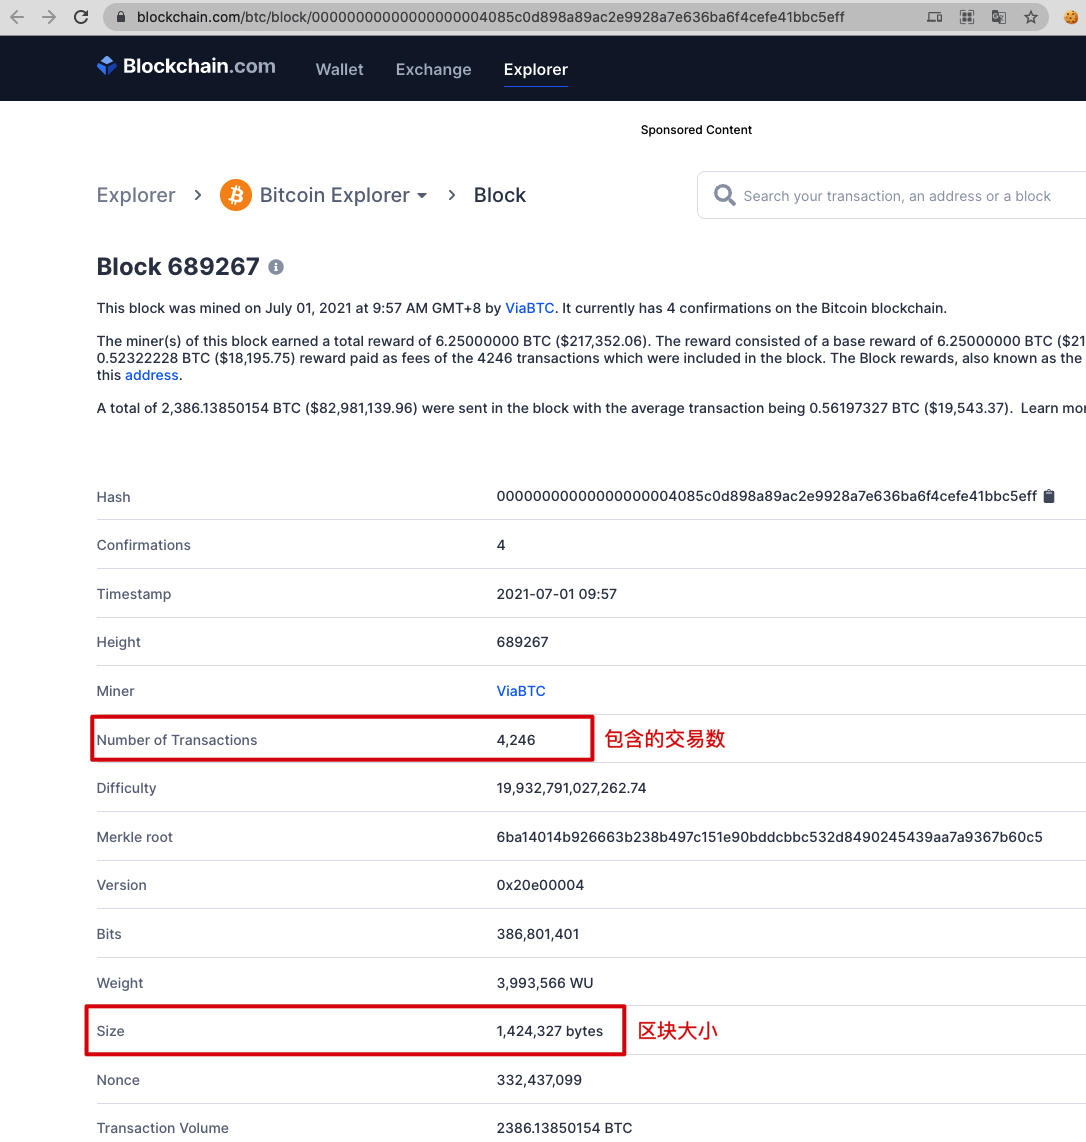 blockchain.com/btc/block/00000000000000000004085c0d898a89ac2e9928a7e636ba6f4cefe41bbc5eff
Blockchain.com Wallet Exchange Explorer
Sponsored Content
Explorer > Bitcoin Explorer > Block
Search your transaction, an address or a block
Block 689267
This block was mined on July 01, 2021 at 9:57 AM GMT+8 by ViaBTC. It currently has 4 confirmations on the Bitcoin blockchain.
The miner(s) of this block earned a total reward of 6.25000000 BTC ($217,352.06). The reward consisted of a base reward of 6.25000000 BTC ($21
0.52322228 BTC ($18,195.75) reward paid as fees of the 4246 transactions which were included in the block. The Block rewards, also known as the
this address.
A total of 2,386.13850154 BTC ($82,981,139.96) were sent in the block with the average transaction being 0.56197327 BTC ($19,543.37). Learn mor
Hash 00000000000000000004085c0d898a89ac2e9928a7e636ba6f4cefe41bbc5eff
Confirmations 4
Timestamp 2021-07-01 09:57
Height 689267
Miner ViaBTC
Number of Transactions 4,246 包含的交易数
Difficulty 19,932,791,027,262.74
Merkle root 6ba14014b926663b238b497c151e90bddcbbc532d8490245439aa7a9367b60c5
Version 0x20e00004
Bits 386,801,401
Weight 3,993,566 WU
Size 1,424,327 bytes 区块大小
Nonce 332,437,099
Transaction Volume 2386.13850154 BTC